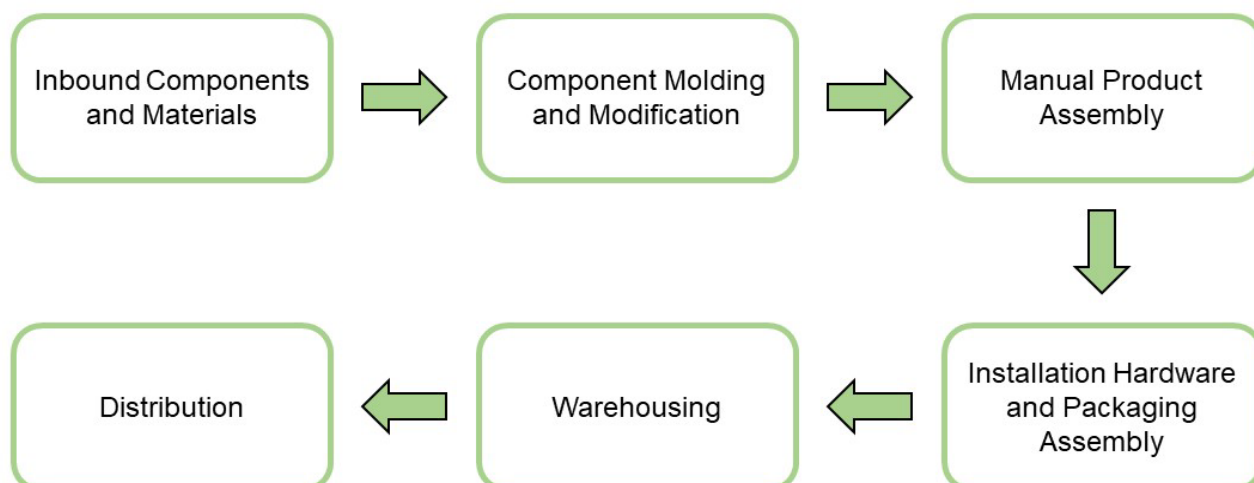 Inbound Components
and Materials
Component Molding
and Modification
Manual Product
Assembly
Installation Hardware
and Packaging
Assembly
Warehousing
Distribution